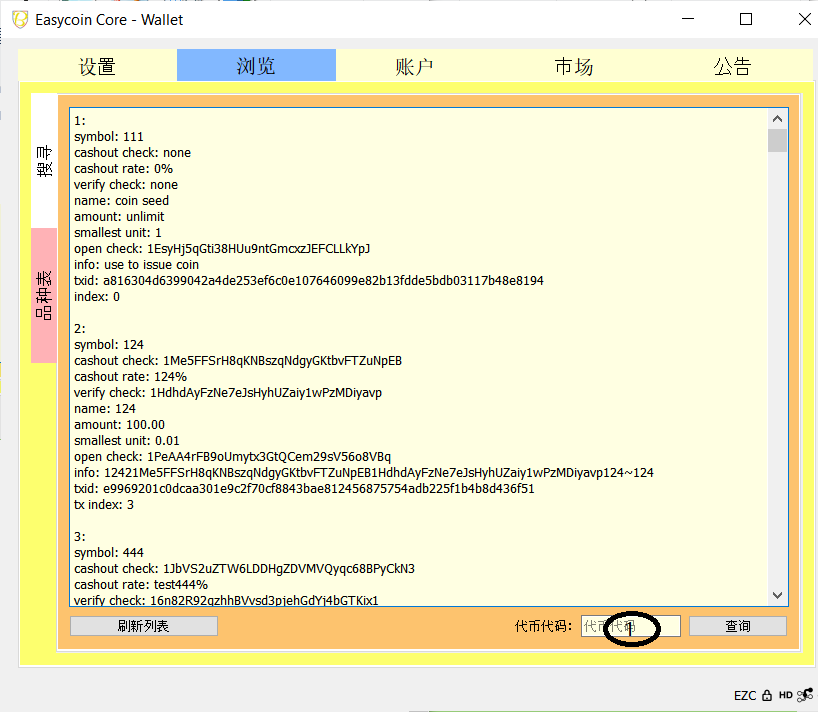 Easycoin Core - Wallet
设置 浏览 账户 市场 公告
搜寻
品种表
1:
symbol: 111
cashout check: none
cashout rate: 0%
verify check: none
name: coin seed
amount: unlimit
smallest unit: 1
open check: 1EsyHj5qGti38HUu9ntGmcxzJEFCLLkYpJ
info: use to issue coin
txid: a816304d6399042a4de253ef6c0e107646099e82b13fdde5bdb03117b48e8194
index: 0
2:
symbol: 124
cashout check: 1Me5FFSrH8qKNBszqNdgyGKtbvFTZuNpEB
cashout rate: 124%
verify check: 1HdhdAyFzNe7eJsHyhUZaiy1wPzMDiyavp
name: 124
amount: 100.00
smallest unit: 0.01
open check: 1PeAA4rFB9oUmytx3GtQCem29sV56o8VBq
info: 12421Me5FFSrH8qKNBszqNdgyGKtbvFTZuNpEB1HdhdAyFzNe7eJsHyhUZaiy1wPzMDiyavp124~124
txid: e9969201c0dcaa301e9c2f70cf8843bae812456875754adb225f1b4b8d436f51
tx index: 3
3:
symbol: 444
cashout check: 1JbVS2uZTW6LDDHgZDVMVQyqc68BPyCkN3
cashout rate: test444%
verify check: 16n82R92gzhhBVvsd3pjehGdYj4bGTKjx1
刷新列表 代币代码： 代币代码 查询
EZC HD